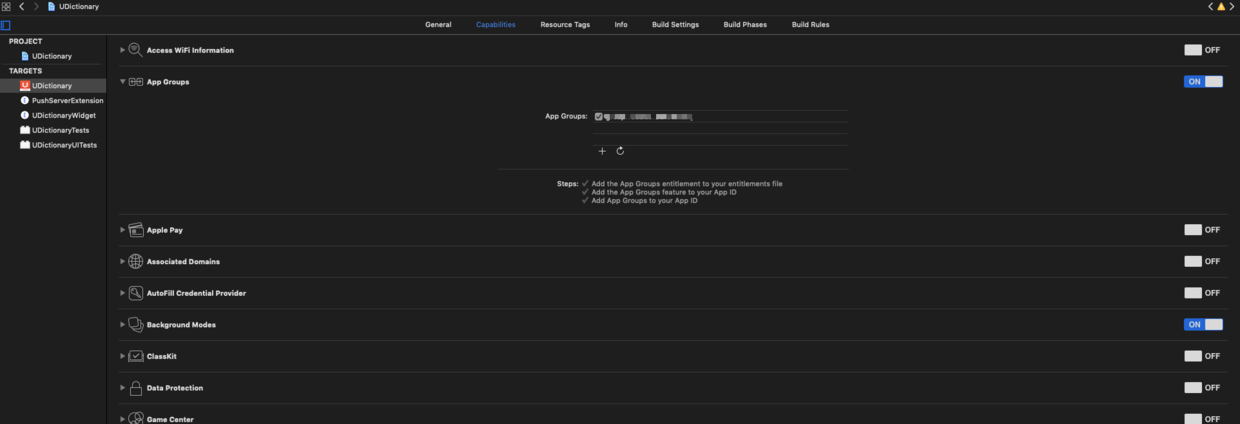 UDictionary
General Capabilities Resource Tags Info Build Settings Build Phases Build Rules
PROJECT
UDictionary
TARGETS
UDictionary
PushServerExtension
UDictionaryWidget
UDictionaryTests
UDictionaryUITests
Access WiFi Information OFF
App Groups ON
App Groups:
Steps: Add the App Groups entitlement to your entitlements file
Add the App Groups feature to your App ID
Add App Groups to your App ID
Apple Pay OFF
Associated Domains OFF
AutoFill Credential Provider OFF
Background Modes ON
ClassKit OFF
Data Protection OFF
Game Center OFF